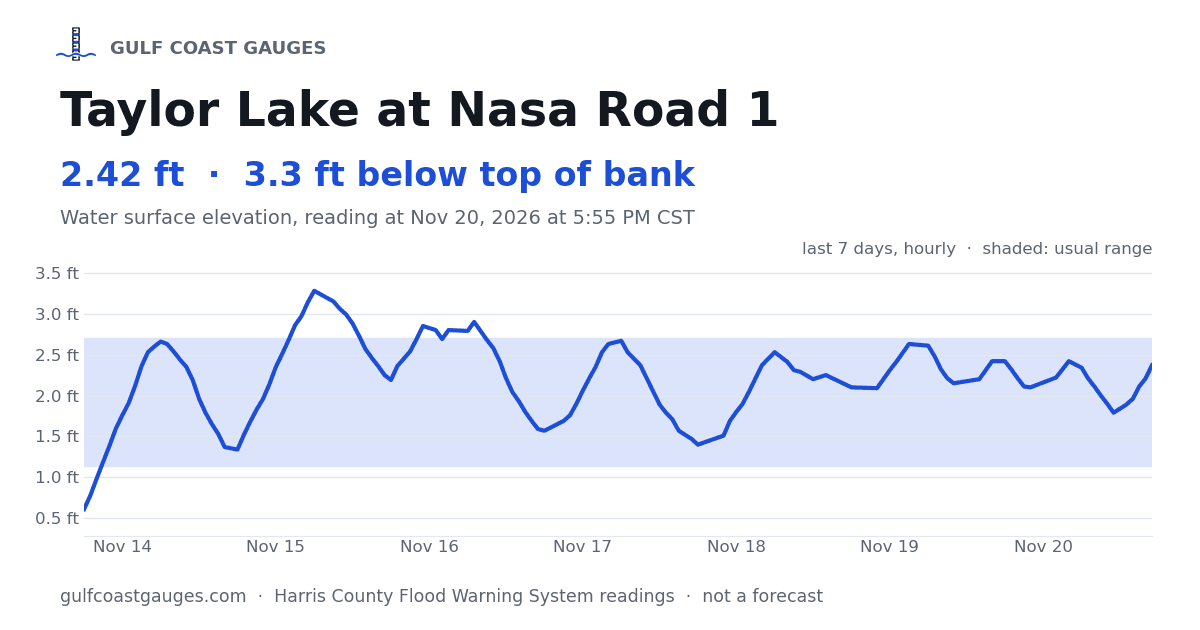 GULF COAST GAUGES
Taylor Lake at Nasa Road 1
2.42 ft · 3.3 ft below top of bank
Water surface elevation, reading at Nov 20, 2026 at 5:55 PM CST
last 7 days, hourly · shaded: usual range
3.5 ft
3.0 ft
2.5 ft
2.0 ft
1.5 ft
1.0 ft
0.5 ft
Nov 14 Nov 15 Nov 16 Nov 17 Nov 18 Nov 19 Nov 20
gulfcoastgauges.com · Harris County Flood Warning System readings · not a forecast